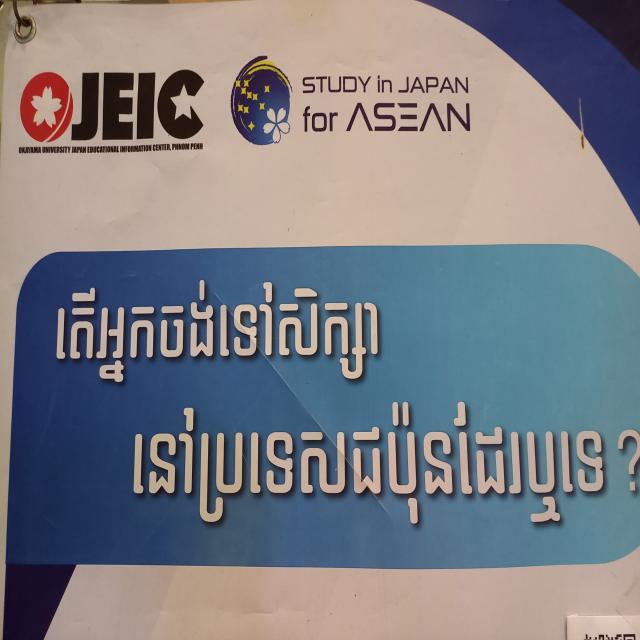 OJEIC
OKAYAMA UNIVERSITY JAPAN EDUCATIONAL INFORMATION CENTER, PHNOM PENH
STUDY in JAPAN
for ASEAN
តើអ្នកចង់ទៅសិក្សា
នៅប្រទេសជប៉ុនដែរឬទេ?